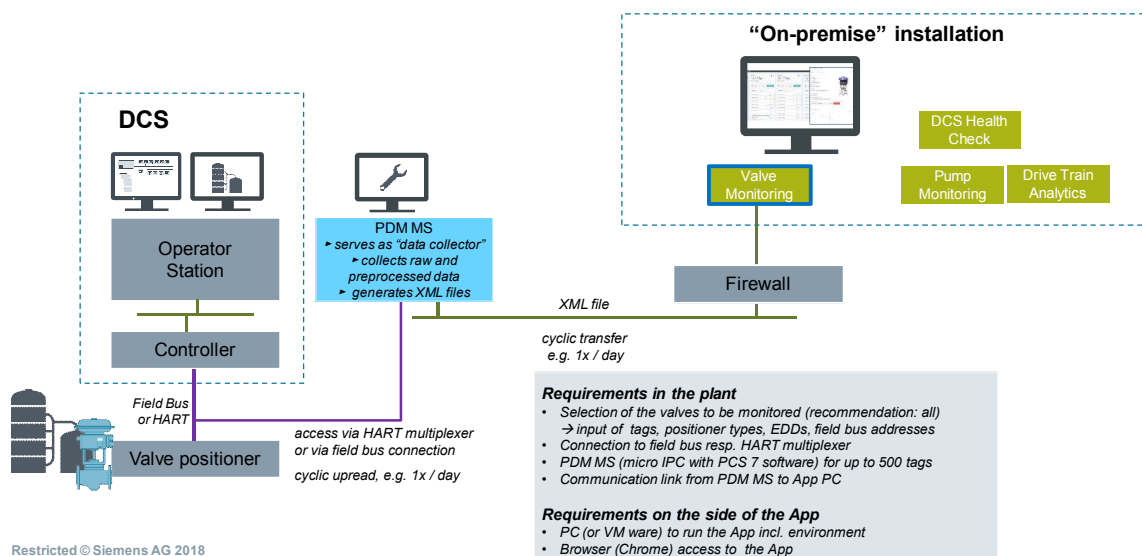 “On-premise” installation
DCS
DCS Health
Check
Valve
Monitoring
Pump
Monitoring
Drive Train
Analytics
Operator
Station
PDM MS
► serves as “data collector”
► collects raw and
preprocessed data
► generates XML files
Firewall
XML file
Controller
cyclic transfer
e.g. 1x / day
Field Bus
or HART
access via HART multiplexer
or via field bus connection
Valve positioner
cyclic upread, e.g. 1x / day
Requirements in the plant
• Selection of the valves to be monitored (recommendation: all)
→ input of tags, positioner types, EDDs, field bus addresses
• Connection to field bus resp. HART multiplexer
• PDM MS (micro IPC with PCS 7 software) for up to 500 tags
• Communication link from PDM MS to App PC
Requirements on the side of the App
• PC (or VM ware) to run the App incl. environment
• Browser (Chrome) access to the App
Restricted © Siemens AG 2018